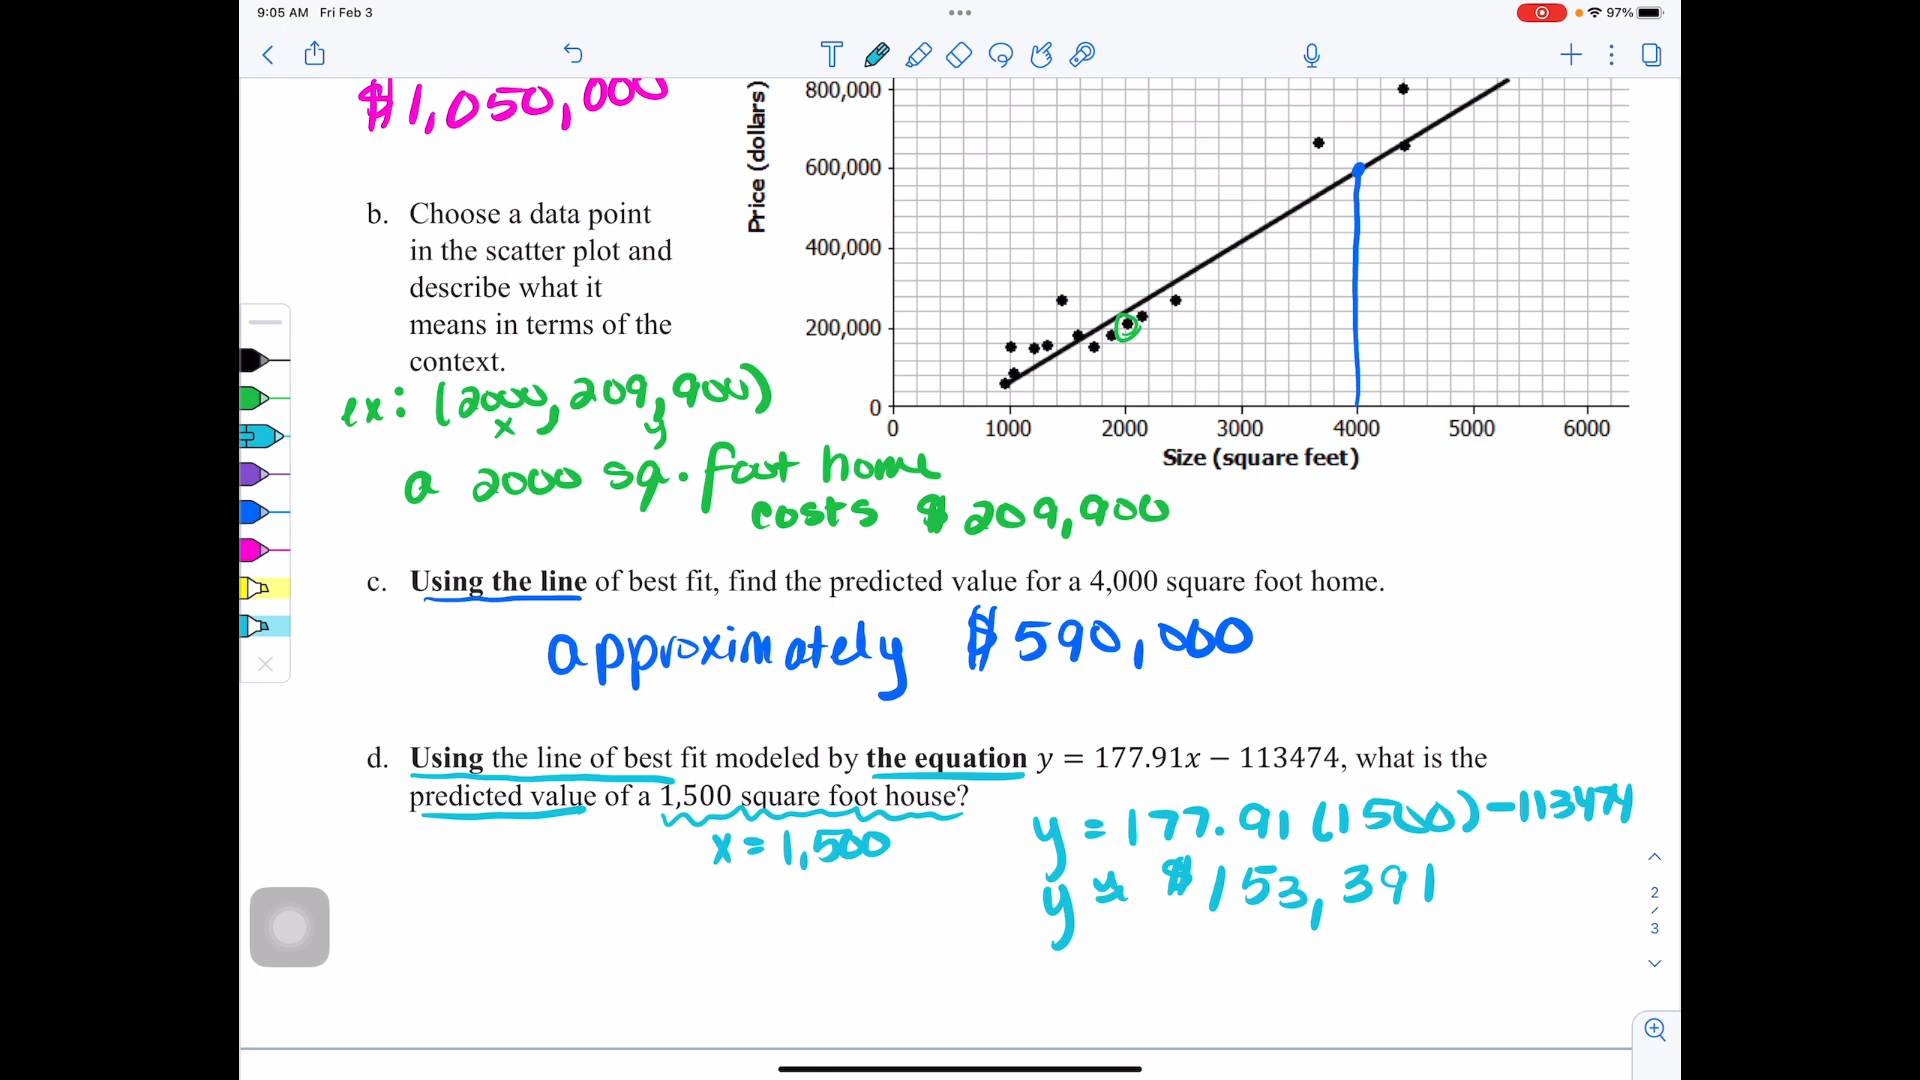 9:05 AM Fri Feb 3
97%
T
$1,050,000
Price (dollars)
800,000
600,000
400,000
200,000
0
0 1000 2000 3000 4000 5000 6000
Size (square feet)
b. Choose a data point
in the scatter plot and
describe what it
means in terms of the
context.
ex: (2000, 209,900)
x y
a 2000 sq. foot home
costs $209,900
c. Using the line of best fit, find the predicted value for a 4,000 square foot home.
approximately $590,000
d. Using the line of best fit modeled by the equation y = 177.91x − 113474, what is the
predicted value of a 1,500 square foot house?
x = 1,500
y = 177.91(1500)-113474
y ≈ $153,391
2
/
3